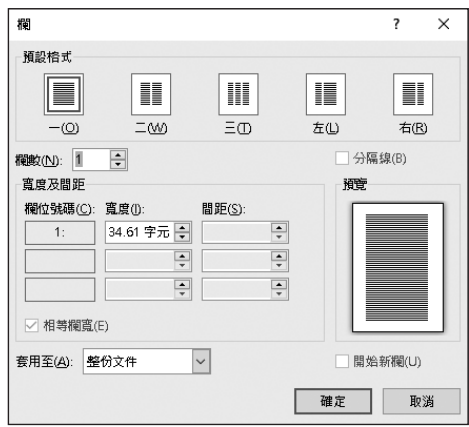 欄 ? ×
預設格式
一(O) 二(W) 三(T) 左(L) 右(R)
欄數(N): 1 分隔線(B)
寬度及間距 預覽
欄位號碼(C): 寬度(I): 間距(S):
1: 34.61 字元
相等欄寬(E)
套用至(A): 整份文件 開始新欄(U)
確定 取消